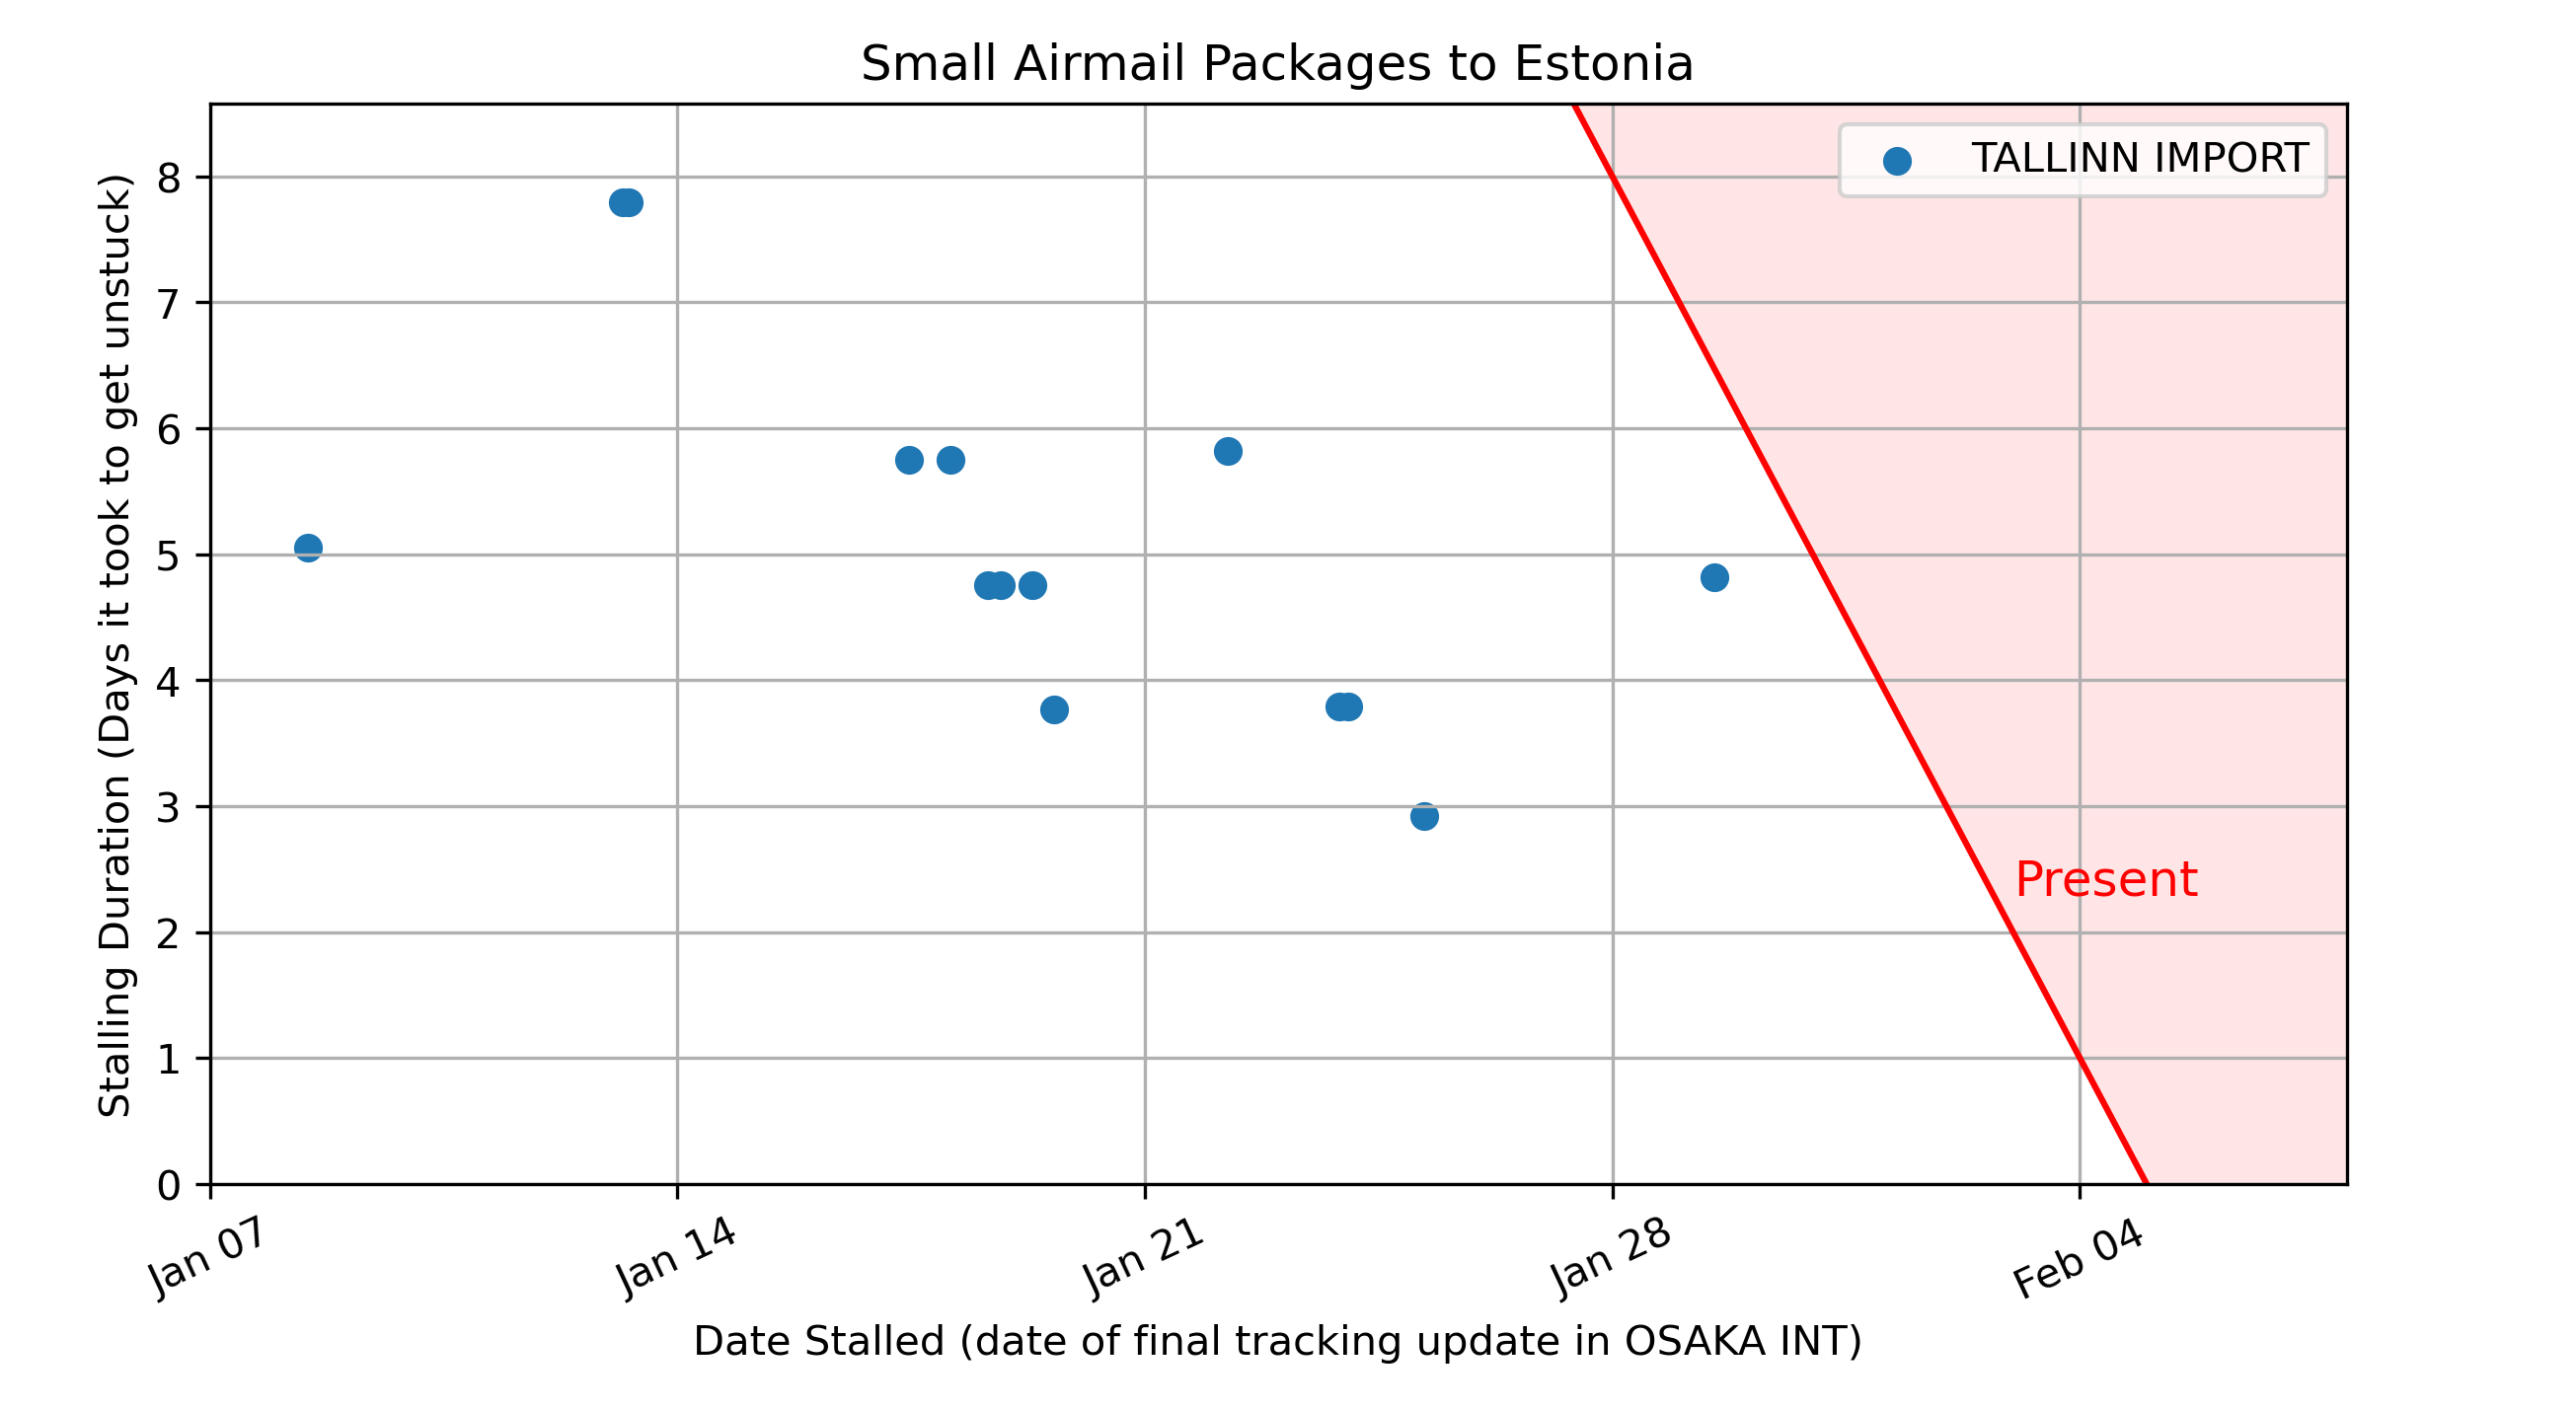 Small Airmail Packages to Estonia
TALLINN IMPORT
Present
Stalling Duration (Days it took to get unstuck)
8
7
6
5
4
3
2
1
0
Jan 07
Jan 14
Jan 21
Jan 28
Feb 04
Date Stalled (date of final tracking update in OSAKA INT)